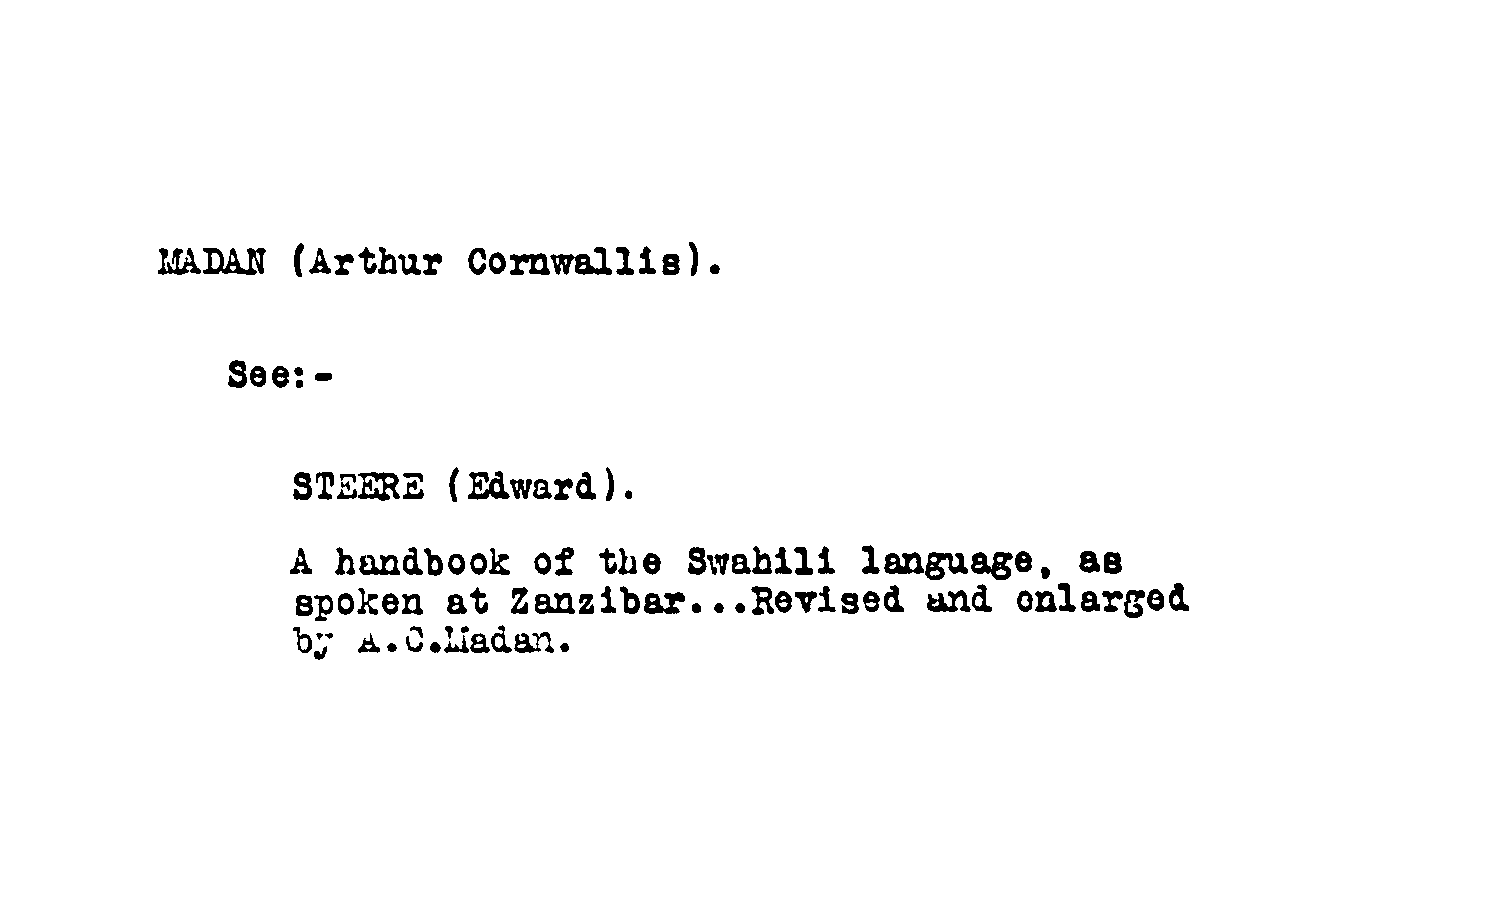 MADAN (Arthur Cornwallis).
See:-
STEERE (Edward).
A handbook of the Swahili language, as
spoken at Zanzibar...Revised and enlarged
by A.C.Madan.